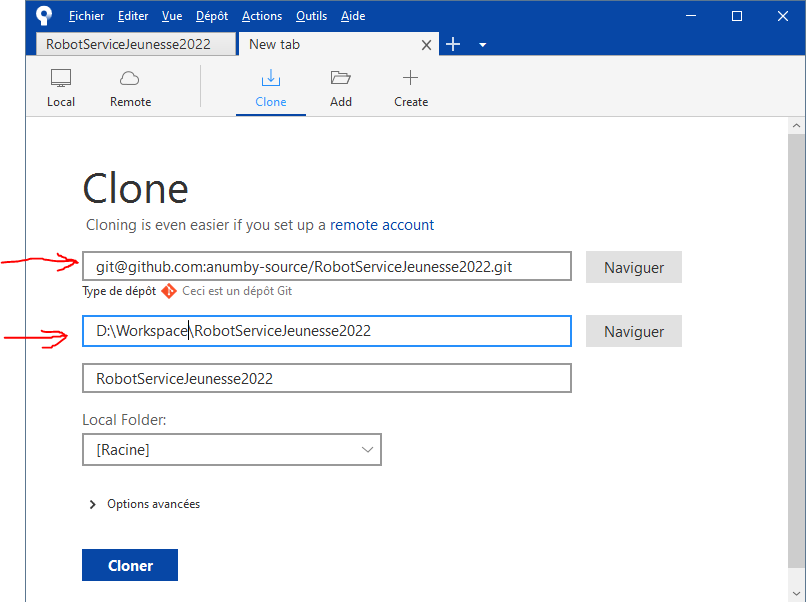 Fichier Editer Vue Dépôt Actions Outils Aide
RobotServiceJeunesse2022 New tab
Local Remote Clone Add Create
Clone
Cloning is even easier if you set up a remote account
git@github.com:anumby-source/RobotServiceJeunesse2022.git Naviguer
Type de dépôt Ceci est un dépôt Git
D:\Workspace\RobotServiceJeunesse2022 Naviguer
RobotServiceJeunesse2022
Local Folder:
[Racine]
Options avancées
Cloner